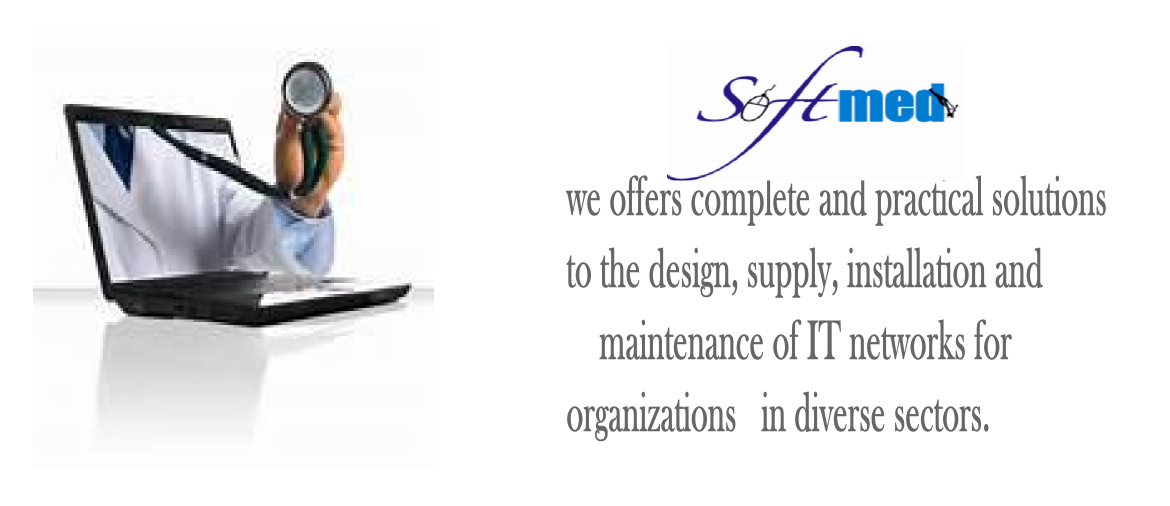 Softmed
we offers complete and practical solutions
to the design, supply, installation and
maintenance of IT networks for
organizations in diverse sectors.